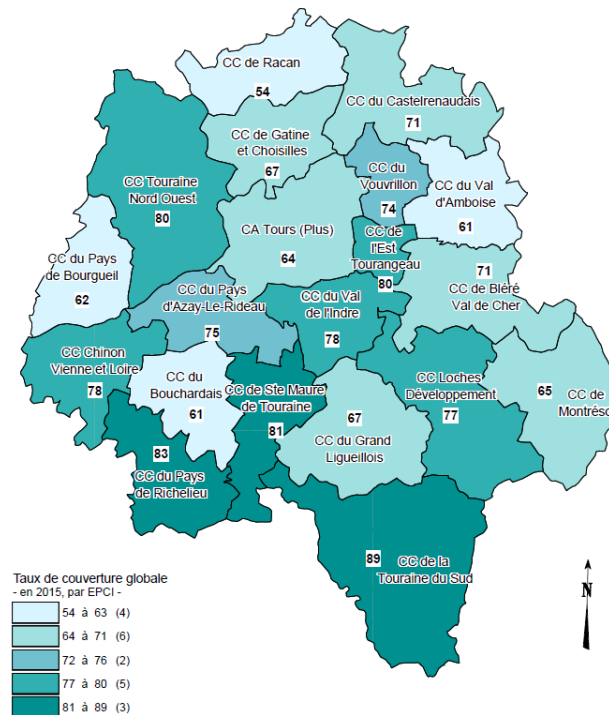 CC de Racan
54
CC du Castelrenaudais
71
CC de Gatine
et Choisilles
67
CC du
Vouvrillon
74
CC du Val
d'Amboise
61
CC Touraine
Nord Ouest
80
CA Tours (Plus)
64
CC de
l'Est
Tourangeau
80
CC du Pays
de Bourgueil
62
71
CC de Bléré
Val de Cher
CC du Pays
d'Azay-Le-Rideau
75
CC du Val
de l'Indre
78
CC Chinon
Vienne et Loire
78
CC du
Bouchardais
61
CC de Ste Maure
de Touraine
81
CC Loches
Développement
77
65
CC de
Montréso
67
CC du Grand
Ligueillois
83
CC du Pays
de Richelieu
89
CC de la
Touraine du Sud
Taux de couverture globale
- en 2015, par EPCI -
54 à 63 (4)
64 à 71 (6)
72 à 76 (2)
77 à 80 (5)
81 à 89 (3)
N